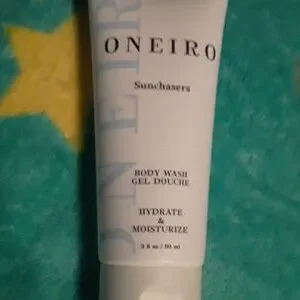 ONEIRO
Sunchasers
BODY WASH
GEL DOUCHE
HYDRATE
&
MOISTURIZE